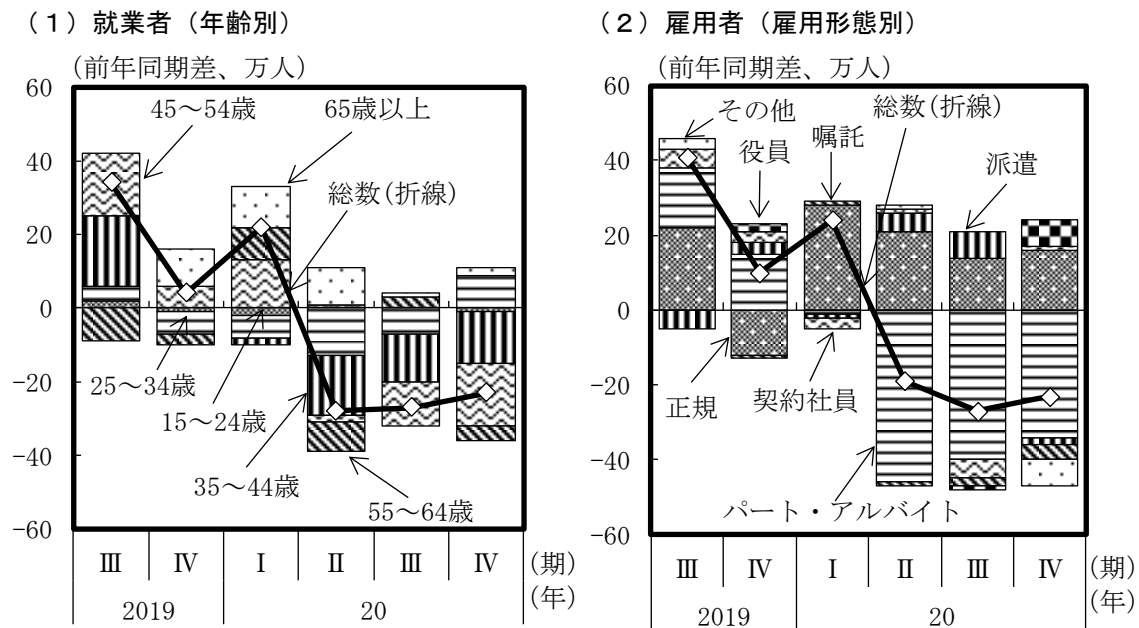 （１）就業者（年齢別）
(前年同期差、万人)
60
40
20
0
−20
−40
−60
45～54歳
65歳以上
総数(折線)
25～34歳
15～24歳
35～44歳
55～64歳
Ⅲ Ⅳ Ⅰ Ⅱ Ⅲ Ⅳ (期)
2019 20 (年)
（２）雇用者（雇用形態別）
(前年同期差、万人)
60
40
20
0
−20
−40
−60
その他
総数(折線)
役員
嘱託
派遣
正規
契約社員
パート・アルバイト
Ⅲ Ⅳ Ⅰ Ⅱ Ⅲ Ⅳ (期)
2019 20 (年)